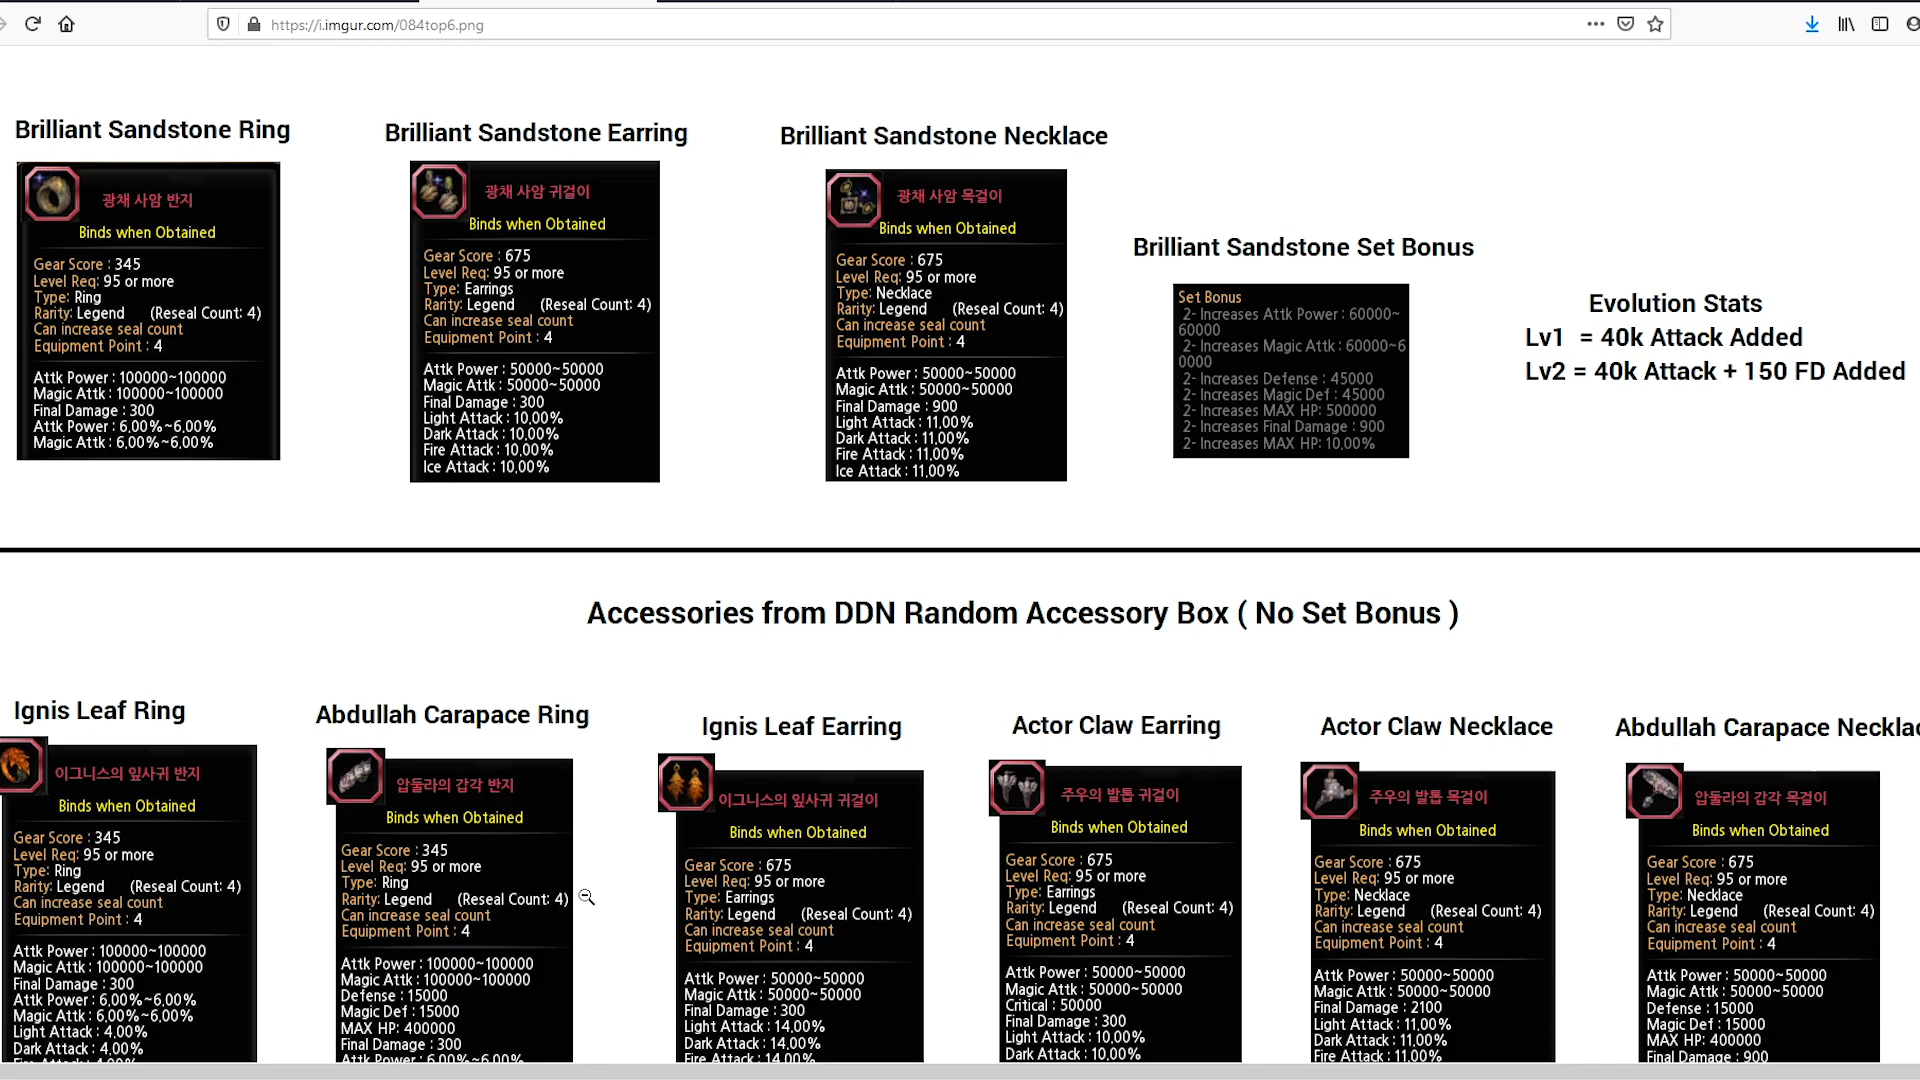 https://i.imgur.com/084top6.png
Brilliant Sandstone Ring
광채 사암 반지
Binds when Obtained
Gear Score : 345
Level Req: 95 or more
Type: Ring
Rarity: Legend (Reseal Count: 4)
Can increase seal count
Equipment Point : 4
Attk Power : 100000~100000
Magic Attk : 100000~100000
Final Damage : 300
Attk Power : 6,00%~6,00%
Magic Attk : 6,00%~6,00%
Brilliant Sandstone Earring
광채 사암 귀걸이
Binds when Obtained
Gear Score : 675
Level Req: 95 or more
Type: Earrings
Rarity: Legend (Reseal Count: 4)
Can increase seal count
Equipment Point : 4
Attk Power : 50000~50000
Magic Attk : 50000~50000
Final Damage : 300
Light Attack : 10,00%
Dark Attack : 10,00%
Fire Attack : 10,00%
Ice Attack : 10,00%
Brilliant Sandstone Necklace
광채 사암 목걸이
Binds when Obtained
Gear Score : 675
Level Req: 95 or more
Type: Necklace
Rarity: Legend (Reseal Count: 4)
Can increase seal count
Equipment Point : 4
Attk Power : 50000~50000
Magic Attk : 50000~50000
Final Damage : 900
Light Attack : 11,00%
Dark Attack : 11,00%
Fire Attack : 11,00%
Ice Attack : 11,00%
Brilliant Sandstone Set Bonus
Set Bonus
2- Increases Attk Power : 60000~
60000
2- Increases Magic Attk : 60000~6
0000
2- Increases Defense : 45000
2- Increases Magic Def : 45000
2- Increases MAX HP: 500000
2- Increases Final Damage : 900
2- Increases MAX HP: 10,00%
Evolution Stats
Lv1 = 40k Attack Added
Lv2 = 40k Attack + 150 FD Added
Accessories from DDN Random Accessory Box ( No Set Bonus )
Ignis Leaf Ring
이그니스의 잎사귀 반지
Binds when Obtained
Gear Score : 345
Level Req: 95 or more
Type: Ring
Rarity: Legend (Reseal Count: 4)
Can increase seal count
Equipment Point : 4
Attk Power : 100000~100000
Magic Attk : 100000~100000
Final Damage : 300
Attk Power : 6,00%~6,00%
Magic Attk : 6,00%~6,00%
Light Attack : 4,00%
Dark Attack : 4,00%
Fire Attack : 4,00%
Abdullah Carapace Ring
압둘라의 갑각 반지
Binds when Obtained
Gear Score : 345
Level Req: 95 or more
Type: Ring
Rarity: Legend (Reseal Count: 4)
Can increase seal count
Equipment Point : 4
Attk Power : 100000~100000
Magic Attk : 100000~100000
Defense : 15000
Magic Def : 15000
MAX HP: 400000
Final Damage : 300
Attk Power : 6,00%~6,00%
Ignis Leaf Earring
이그니스의 잎사귀 귀걸이
Binds when Obtained
Gear Score : 675
Level Req: 95 or more
Type: Earrings
Rarity: Legend (Reseal Count: 4)
Can increase seal count
Equipment Point : 4
Attk Power : 50000~50000
Magic Attk : 50000~50000
Final Damage : 300
Light Attack : 14,00%
Dark Attack : 14,00%
Fire Attack : 14,00%
Actor Claw Earring
주우의 발톱 귀걸이
Binds when Obtained
Gear Score : 675
Level Req: 95 or more
Type: Earrings
Rarity: Legend (Reseal Count: 4)
Can increase seal count
Equipment Point : 4
Attk Power : 50000~50000
Magic Attk : 50000~50000
Critical : 50000
Final Damage : 300
Light Attack : 10,00%
Dark Attack : 10,00%
Actor Claw Necklace
주우의 발톱 목걸이
Binds when Obtained
Gear Score : 675
Level Req: 95 or more
Type: Necklace
Rarity: Legend (Reseal Count: 4)
Can increase seal count
Equipment Point : 4
Attk Power : 50000~50000
Magic Attk : 50000~50000
Final Damage : 2100
Light Attack : 11,00%
Dark Attack : 11,00%
Fire Attack : 11,00%
Abdullah Carapace Necklac
압둘라의 갑각 목걸이
Binds when Obtained
Gear Score : 675
Level Req: 95 or more
Type: Necklace
Rarity: Legend (Reseal Count: 4)
Can increase seal count
Equipment Point : 4
Attk Power : 50000~50000
Magic Attk : 50000~50000
Defense : 15000
Magic Def : 15000
MAX HP: 400000
Final Damage : 900